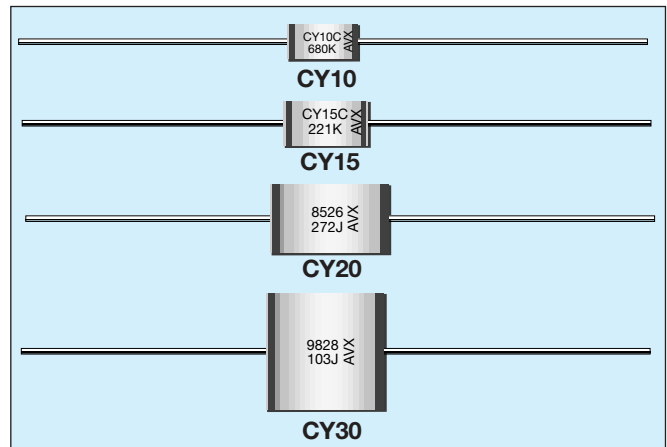 CY10C
680K
AVX
CY10
CY15C
221K
AVX
CY15
8526
272J
AVX
CY20
9828
103J
AVX
CY30